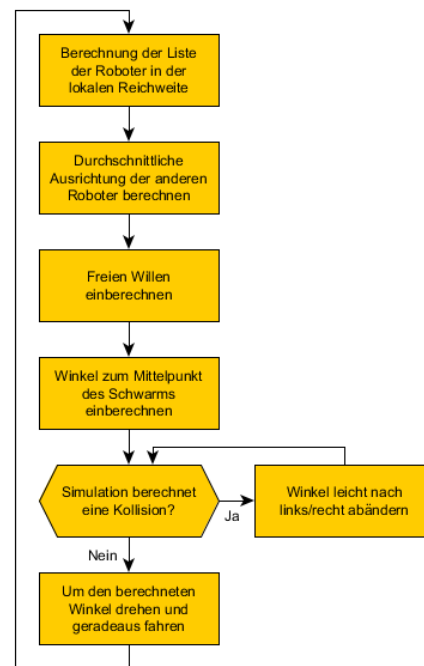 Berechnung der Liste
der Roboter in der
lokalen Reichweite
Durchschnittliche
Ausrichtung der anderen
Roboter berechnen
Freien Willen
einberechnen
Winkel zum Mittelpunkt
des Schwarms
einberechnen
Simulation berechnet
eine Kollision?
Ja
Winkel leicht nach
links/recht abändern
Nein
Um den berechneten
Winkel drehen und
geradeaus fahren